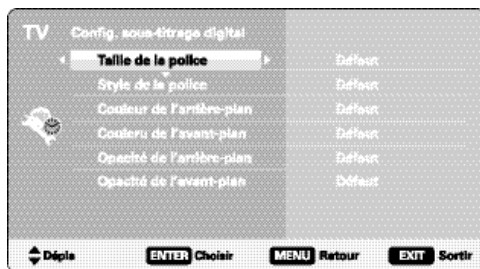 TV Config. sous-titrage digital
Taille de la police Défaut
Style de la police Défaut
Couleur de l'arrière-plan Défaut
Couleru de l'avant-plan Défaut
Opacité de l'arrière-plan Défaut
Opacité de l'avant-plan Défaut
Dépla ENTER Choisir MENU Retour EXIT Sortir